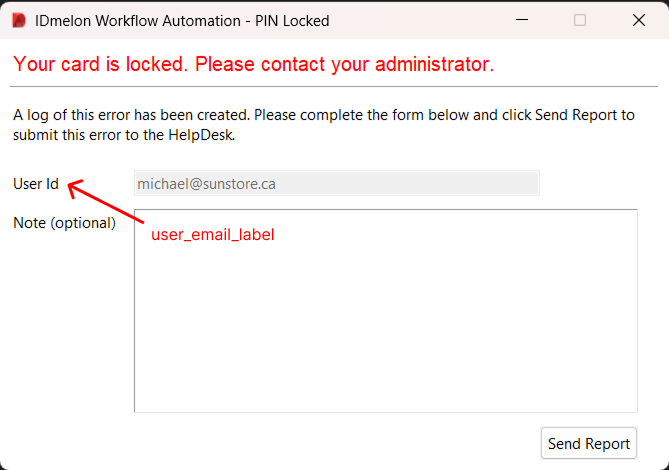 IDmelon Workflow Automation - PIN Locked
Your card is locked. Please contact your administrator.
A log of this error has been created. Please complete the form below and click Send Report to
submit this error to the HelpDesk.
User Id
michael@sunstore.ca
Note (optional)
user_email_label
Send Report